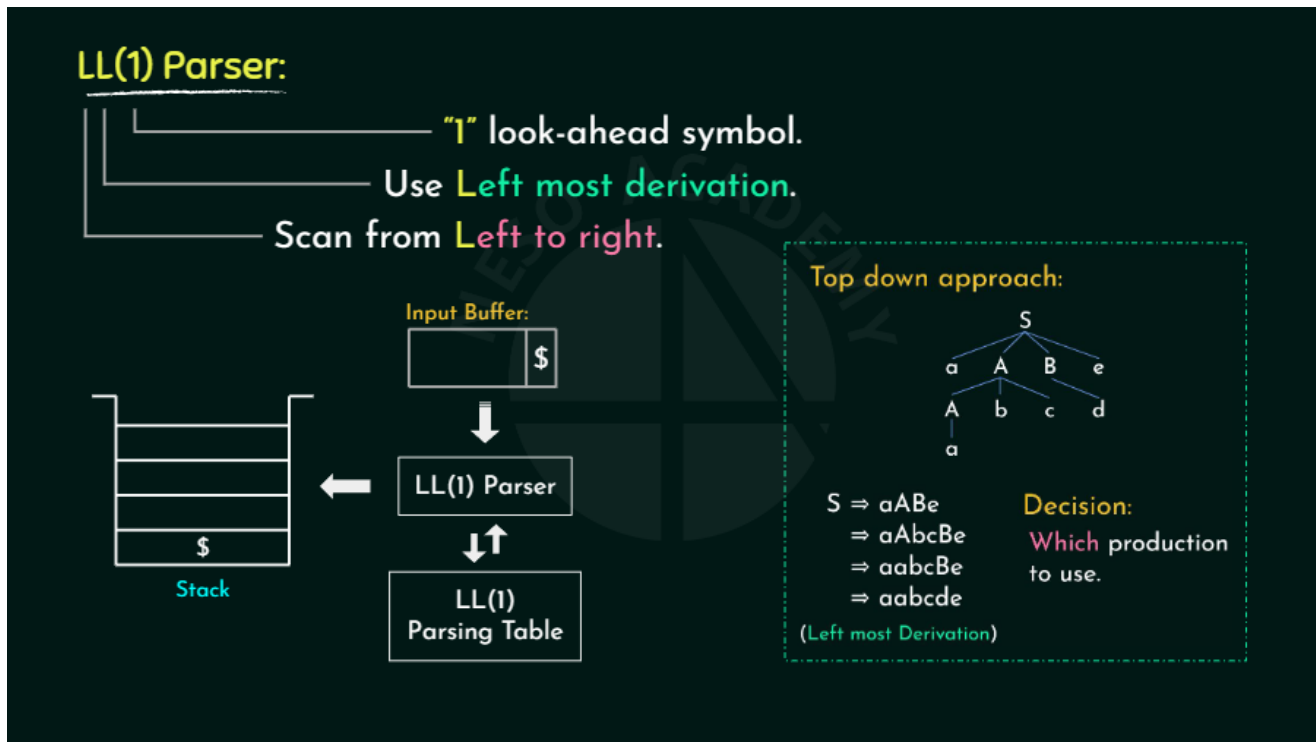 LL(1) Parser:
"1" look-ahead symbol.
Use Left most derivation.
Scan from Left to right.
NESO ACADEMY
Input Buffer:
$
LL(1) Parser
$
Stack
LL(1)
Parsing Table
Top down approach:
S
a A B e
A b c d
a
S ⇒ aABe
⇒ aAbcBe
⇒ aabcBe
⇒ aabcde
(Left most Derivation)
Decision:
Which production
to use.